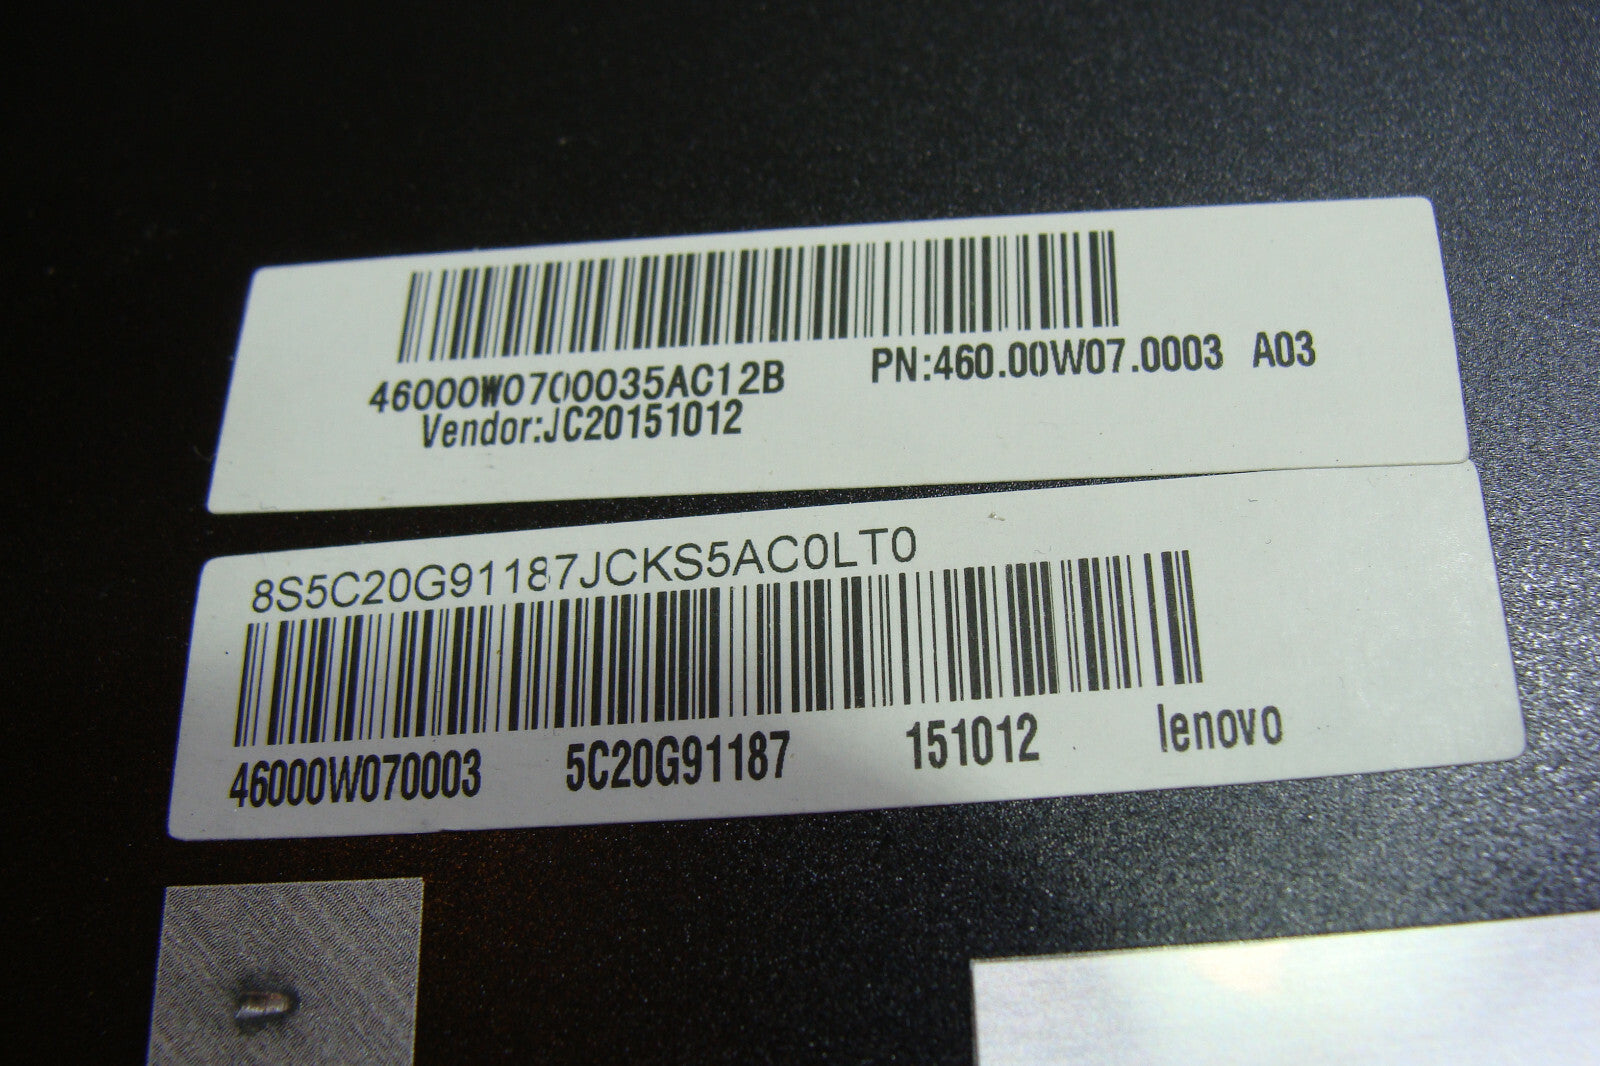 46000W0700035AC12B PN:460.00W07.0003 A03
Vendor:JC20151012
8S5C20G91187JCKS5AC0LT0
46000W070003 5C20G91187 151012 lenovo